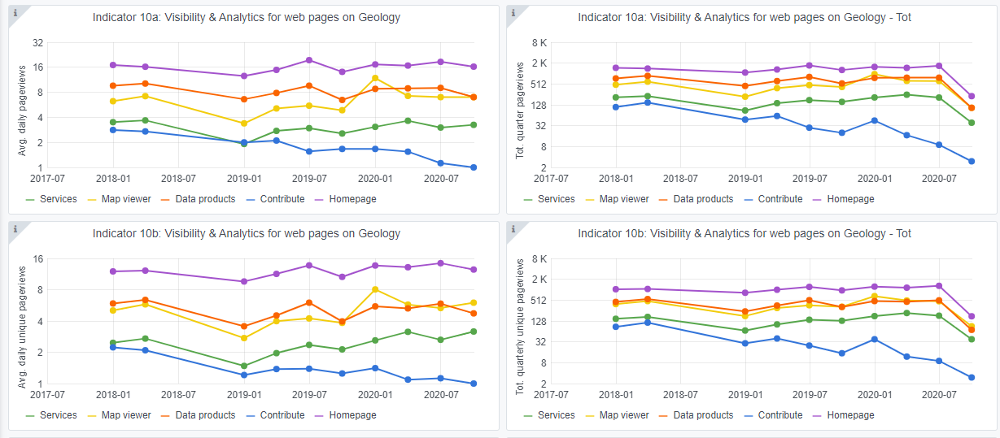 i
Indicator 10a: Visibility & Analytics for web pages on Geology
Avg. daily pageviews
32
16
8
4
2
1
2017-07 2018-01 2018-07 2019-01 2019-07 2020-01 2020-07
Services Map viewer Data products Contribute Homepage
i
Indicator 10a: Visibility & Analytics for web pages on Geology - Tot
Tot. quarter pageviews
8 K
2 K
512
128
32
8
2
2017-07 2018-01 2018-07 2019-01 2019-07 2020-01 2020-07
Services Map viewer Data products Contribute Homepage
i
Indicator 10b: Visibility & Analytics for web pages on Geology
Avg. daily unique pageviews
16
8
4
2
1
2017-07 2018-01 2018-07 2019-01 2019-07 2020-01 2020-07
Services Map viewer Data products Contribute Homepage
i
Indicator 10b: Visibility & Analytics for web pages on Geology - Tot
Tot. quarterly unique pageviews
8 K
2 K
512
128
32
8
2
2017-07 2018-01 2018-07 2019-01 2019-07 2020-01 2020-07
Services Map viewer Data products Contribute Homepage